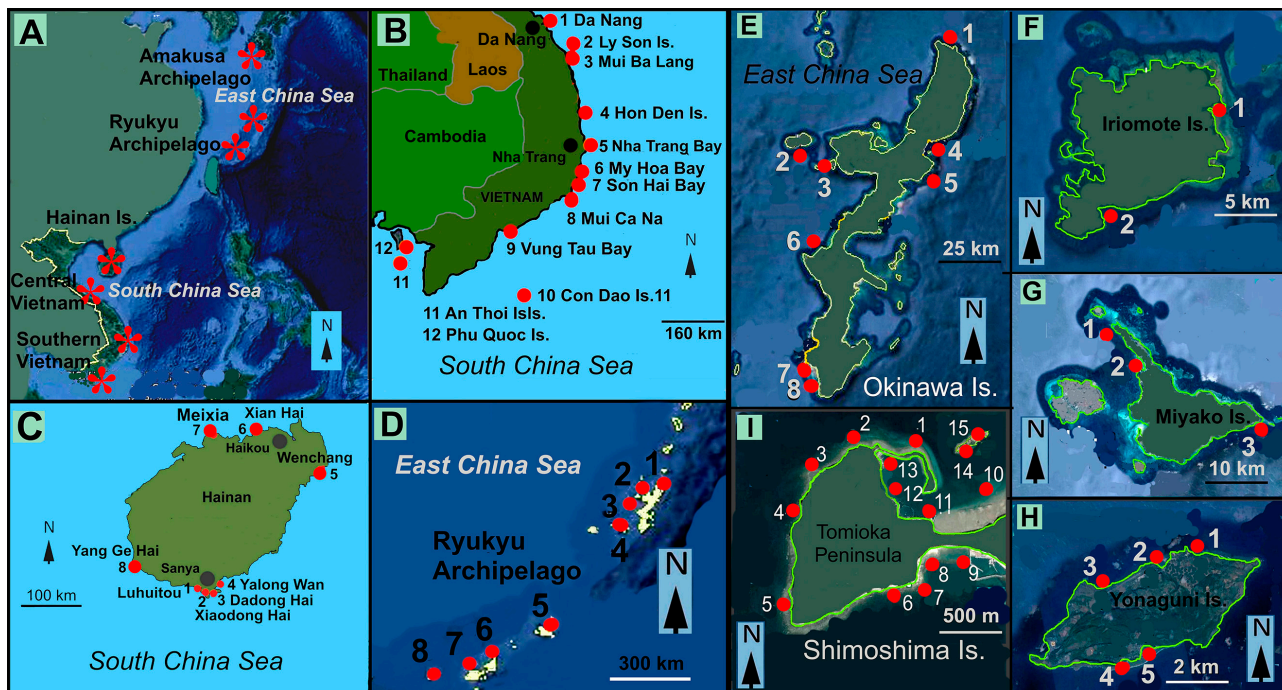 A
Amakusa
Archipelago
East China Sea
Ryukyu
Archipelago
Hainan Is.
Central
Vietnam
South China Sea
Southern
Vietnam
N
B
1 Da Nang
Da Nang
2 Ly Son Is.
3 Mui Ba Lang
Laos
Thailand
4 Hon Den Is.
Cambodia
5 Nha Trang Bay
Nha Trang
6 My Hoa Bay
7 Son Hai Bay
VIETNAM
8 Mui Ca Na
9 Vung Tau Bay
N
12
11
10 Con Dao Is.11
11 An Thoi Isls.
12 Phu Quoc Is.
160 km
South China Sea
C
Meixia
7
Xian Hai
6
Haikou
Wenchang
5
Hainan
N
Yang Ge Hai
8
Sanya
1
4 Yalong Wan
Luhuitou
2
3 Dadong Hai
Xiaodong Hai
100 km
South China Sea
D
East China Sea
1
2
3
4
Ryukyu
Archipelago
N
5
6
7
8
300 km
E
1
East China Sea
2
3
4
5
6
25 km
N
7
8
Okinawa Is.
F
1
Iriomote Is.
N
5 km
2
G
1
2
Miyako Is.
3
N
10 km
H
1
2
3
Yonaguni Is.
5
4
2 km
N
I
2
1
15
3
14
13
10
12
4
11
Tomioka
Peninsula
8
9
5
6
7
500 m
N
Shimoshima Is.